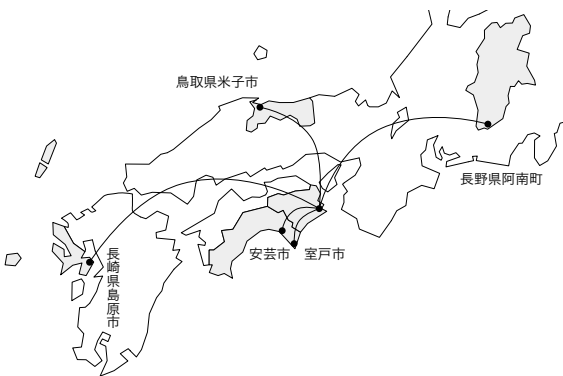 鳥取県米子市
長野県阿南町
安芸市
室戸市
長崎県島原市